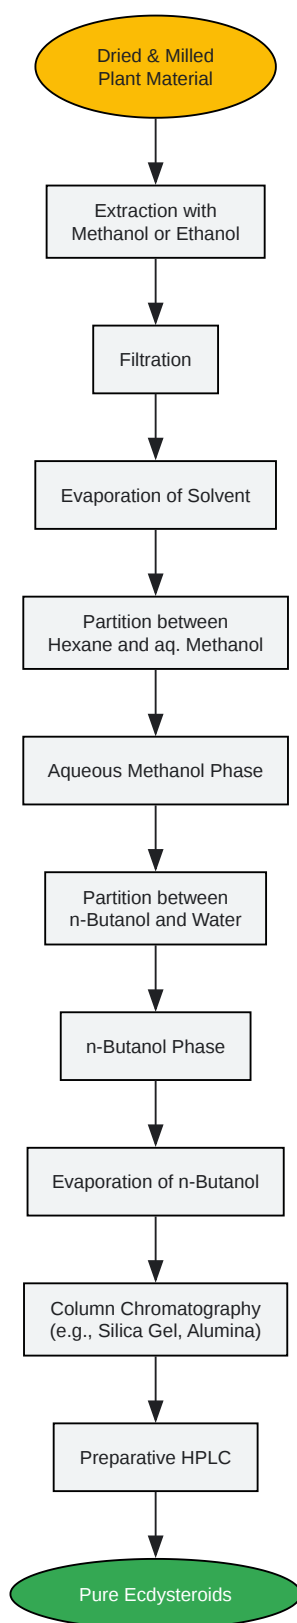 Dried & Milled
Plant Material
Extraction with
Methanol or Ethanol
Filtration
Evaporation of Solvent
Partition between
Hexane and aq. Methanol
Aqueous Methanol Phase
Partition between
n-Butanol and Water
n-Butanol Phase
Evaporation of n-Butanol
Column Chromatography
(e.g., Silica Gel, Alumina)
Preparative HPLC
Pure Ecdysteroids